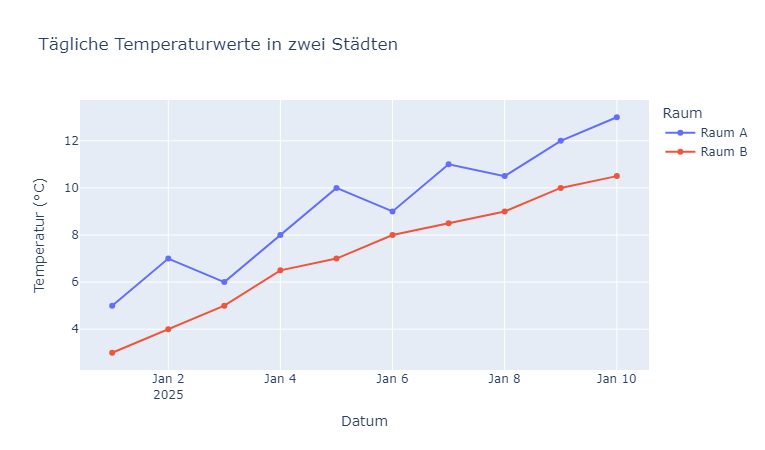 Tägliche Temperaturwerte in zwei Städten
Raum
Raum A
Raum B
Temperatur (°C)
12
10
8
6
4
Jan 2
2025
Jan 4
Jan 6
Jan 8
Jan 10
Datum